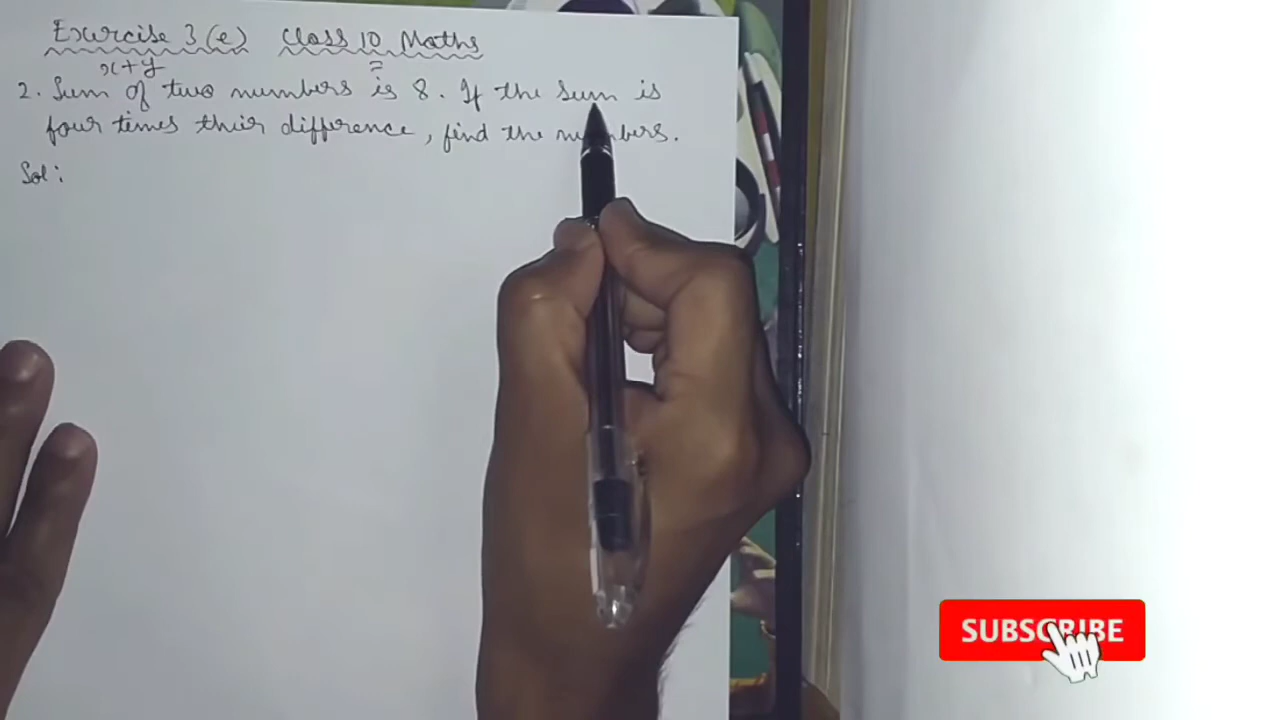 Exercise 3(e) Class 10 Maths
x+y =
2. Sum of two numbers is 8. If the sum is
four times their difference, find the numbers.
Sol:
SUBSCRIBE